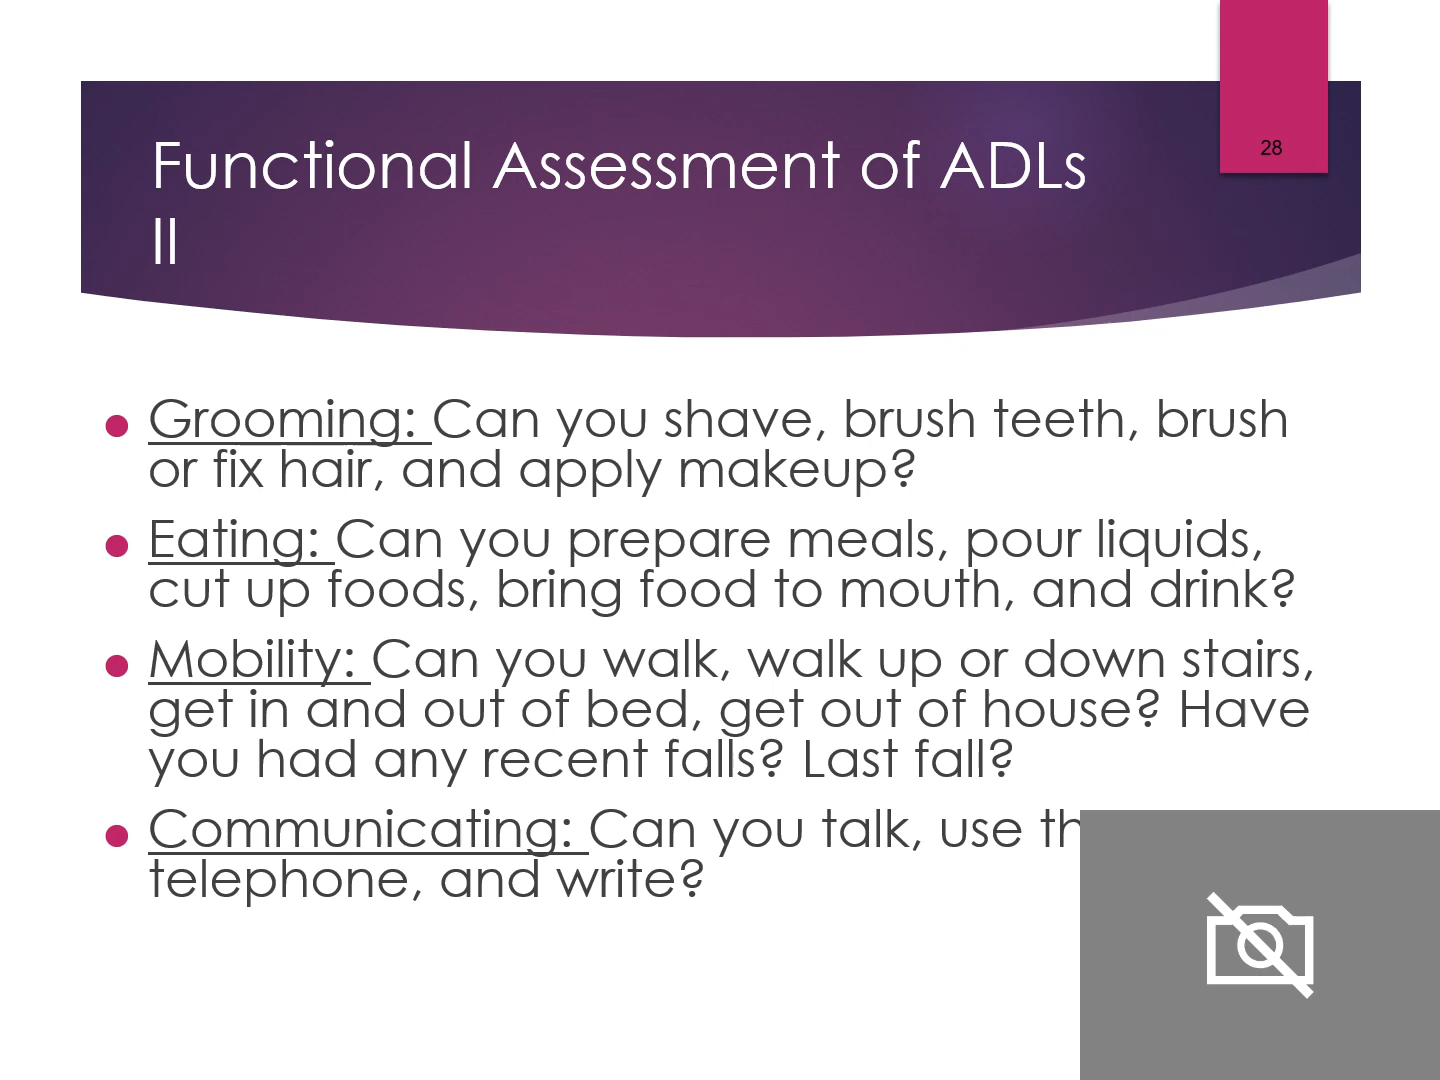 28
Functional Assessment of ADLs
II
Grooming: Can you shave, brush teeth, brush
or fix hair, and apply makeup?
Eating: Can you prepare meals, pour liquids,
cut up foods, bring food to mouth, and drink?
Mobility: Can you walk, walk up or down stairs,
get in and out of bed, get out of house? Have
you had any recent falls? Last fall?
Communicating: Can you talk, use
telephone, and write?